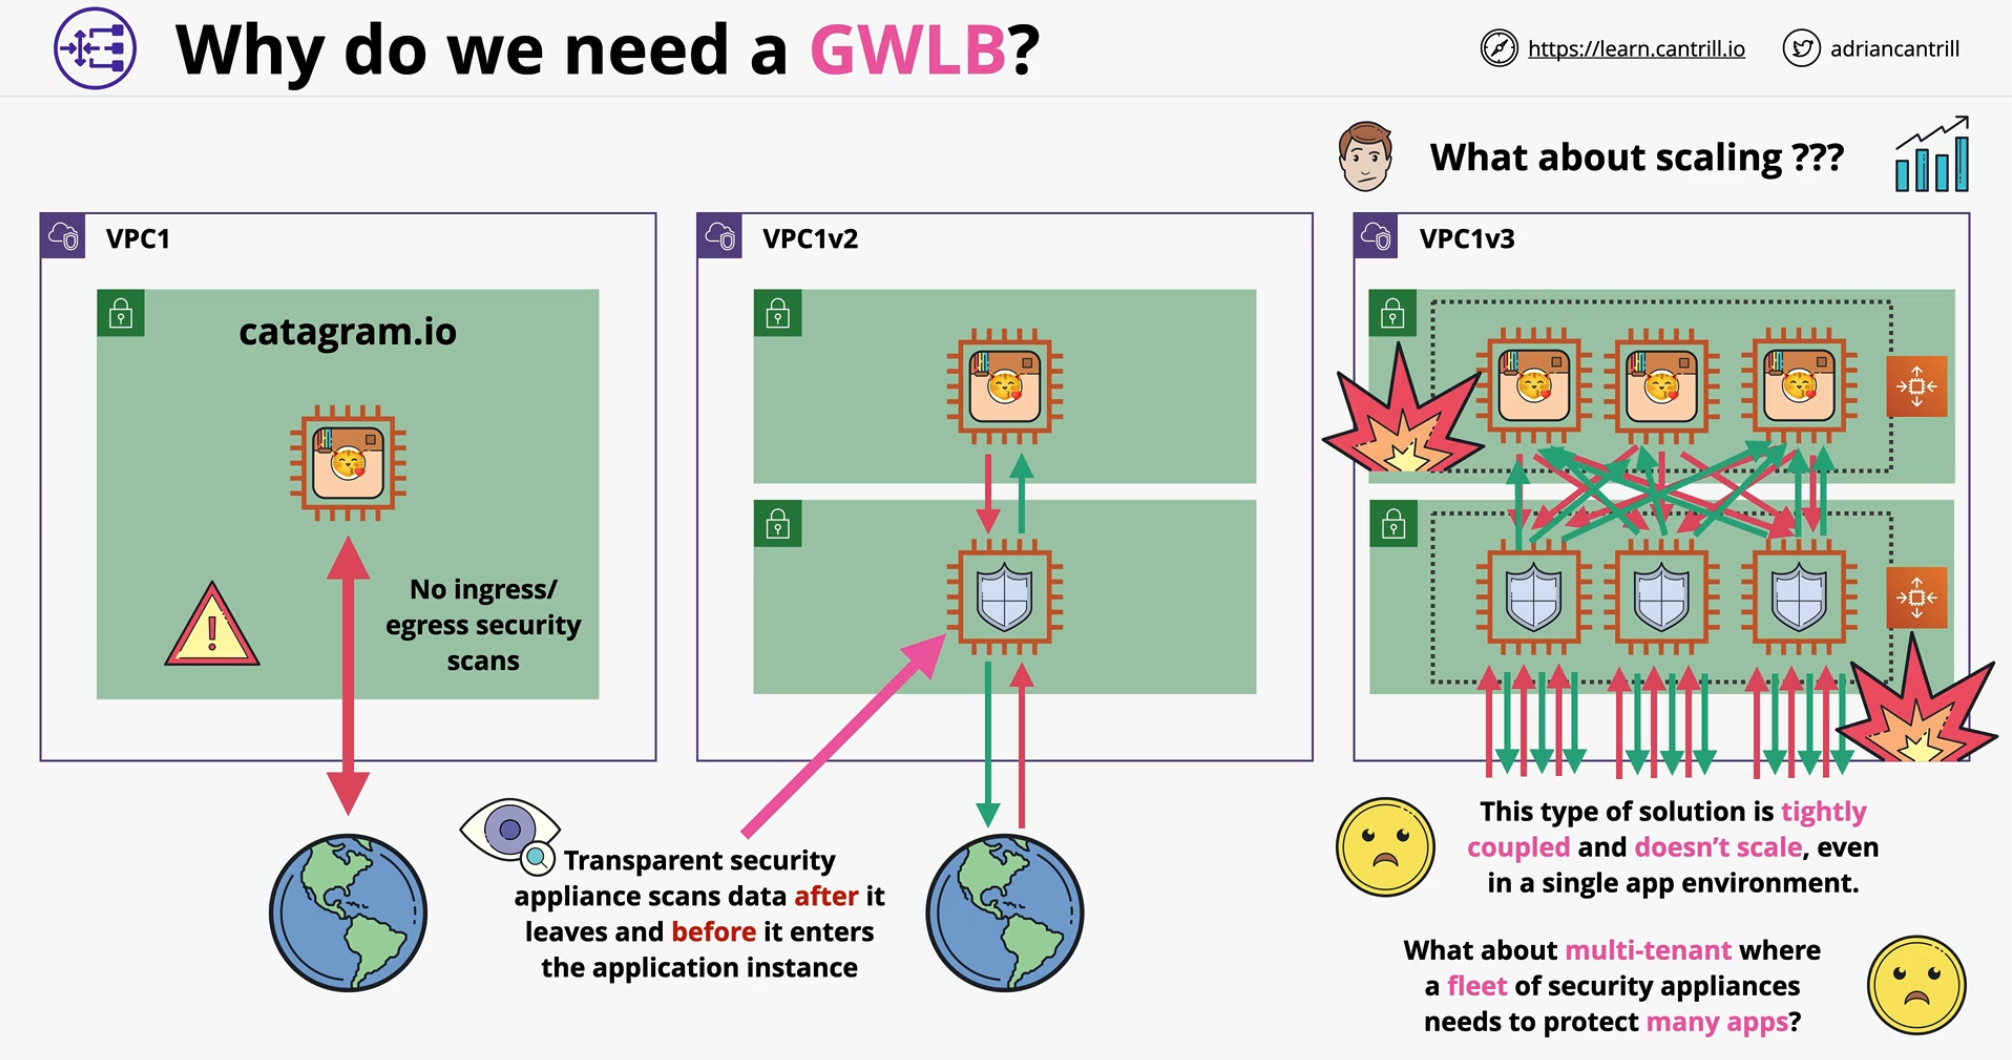 Why do we need a GWLB?
https://learn.cantrill.io
adriancantrill
What about scaling ???
VPC1
catagram.io
No ingress/
egress security
scans
VPC1v2
Transparent security
appliance scans data after it
leaves and before it enters
the application instance
VPC1v3
This type of solution is tightly
coupled and doesn't scale, even
in a single app environment.
What about multi-tenant where
a fleet of security appliances
needs to protect many apps?